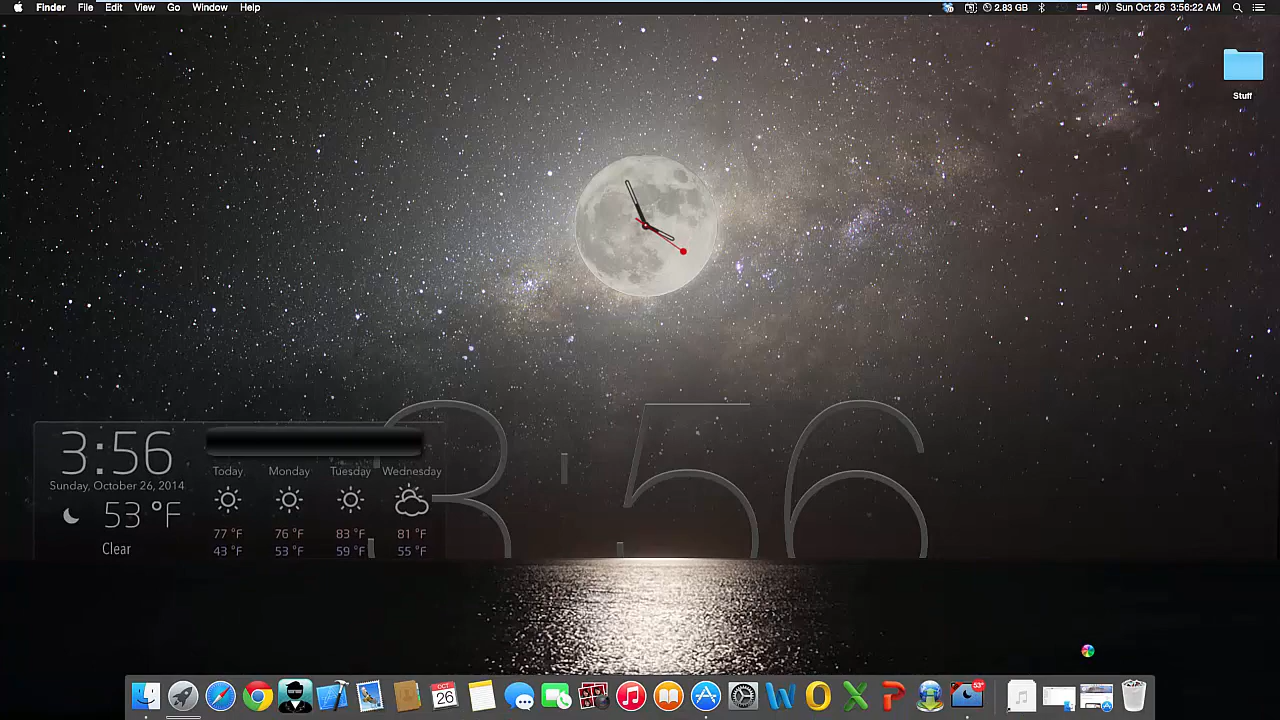 Finder File Edit View Go Window Help 2.83 GB Sun Oct 26 3:56:22 AM
Stuff
3:56
3:56
Sunday, October 26, 2014
53 °F
Clear
Today Monday Tuesday Wednesday
77 °F 76 °F 83 °F 81 °F
43 °F 53 °F 59 °F 55 °F
OCT
26
53°